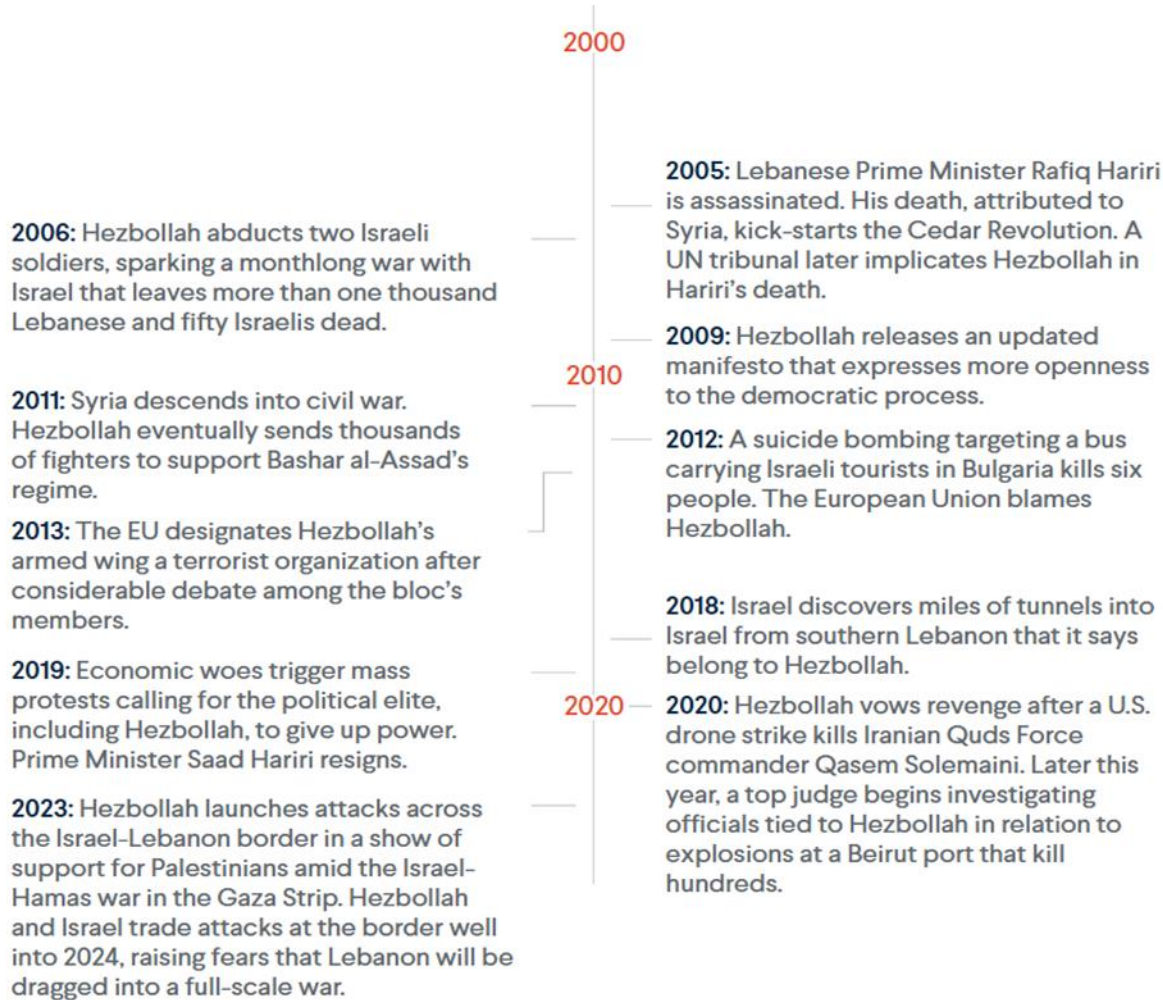 2000
2005: Lebanese Prime Minister Rafiq Hariri
is assassinated. His death, attributed to
Syria, kick-starts the Cedar Revolution. A
UN tribunal later implicates Hezbollah in
Hariri's death.
2006: Hezbollah abducts two Israeli
soldiers, sparking a monthlong war with
Israel that leaves more than one thousand
Lebanese and fifty Israelis dead.
2009: Hezbollah releases an updated
manifesto that expresses more openness
to the democratic process.
2010
2011: Syria descends into civil war.
Hezbollah eventually sends thousands
of fighters to support Bashar al-Assad's
regime.
2012: A suicide bombing targeting a bus
carrying Israeli tourists in Bulgaria kills six
people. The European Union blames
Hezbollah.
2013: The EU designates Hezbollah's
armed wing a terrorist organization after
considerable debate among the bloc's
members.
2018: Israel discovers miles of tunnels into
Israel from southern Lebanon that it says
belong to Hezbollah.
2019: Economic woes trigger mass
protests calling for the political elite,
including Hezbollah, to give up power.
Prime Minister Saad Hariri resigns.
2020
2020: Hezbollah vows revenge after a U.S.
drone strike kills Iranian Quds Force
commander Qasem Solemaini. Later this
year, a top judge begins investigating
officials tied to Hezbollah in relation to
explosions at a Beirut port that kill
hundreds.
2023: Hezbollah launches attacks across
the Israel-Lebanon border in a show of
support for Palestinians amid the Israel-
Hamas war in the Gaza Strip. Hezbollah
and Israel trade attacks at the border well
into 2024, raising fears that Lebanon will be
dragged into a full-scale war.